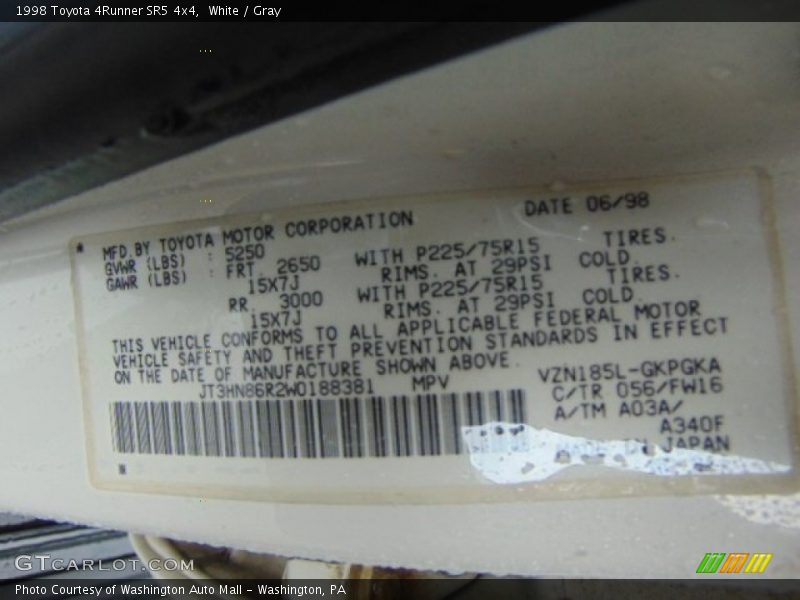 1998 Toyota 4Runner SR5 4x4, White / Gray
DATE 06/98
MFD.BY TOYOTA MOTOR CORPORATION
GVWR (LBS) : 5250
GAWR (LBS) : FRT. 2650 WITH P225/75R15 TIRES.
15X7J RIMS. AT 29PSI COLD.
RR. 3000 WITH P225/75R15 TIRES.
15X7J RIMS. AT 29PSI COLD.
THIS VEHICLE CONFORMS TO ALL APPLICABLE FEDERAL MOTOR
VEHICLE SAFETY AND THEFT PREVENTION STANDARDS IN EFFECT
ON THE DATE OF MANUFACTURE SHOWN ABOVE.
JT3HN86R2W0188381 MPV
VZN185L-GKPGKA
C/TR 056/FW16
A/TM A03A/
A340F
IN JAPAN
GTCARLOT.COM
Photo Courtesy of Washington Auto Mall - Washington, PA